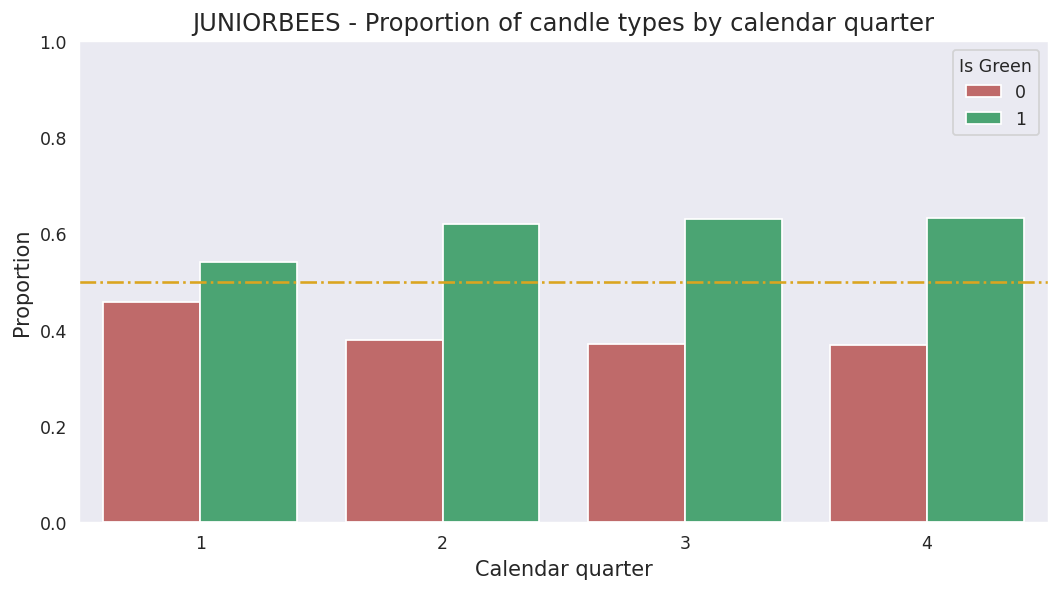 JUNIORBEES - Proportion of candle types by calendar quarter
Is Green
0
1
Proportion
1.0
0.8
0.6
0.4
0.2
0.0
1 2 3 4
Calendar quarter